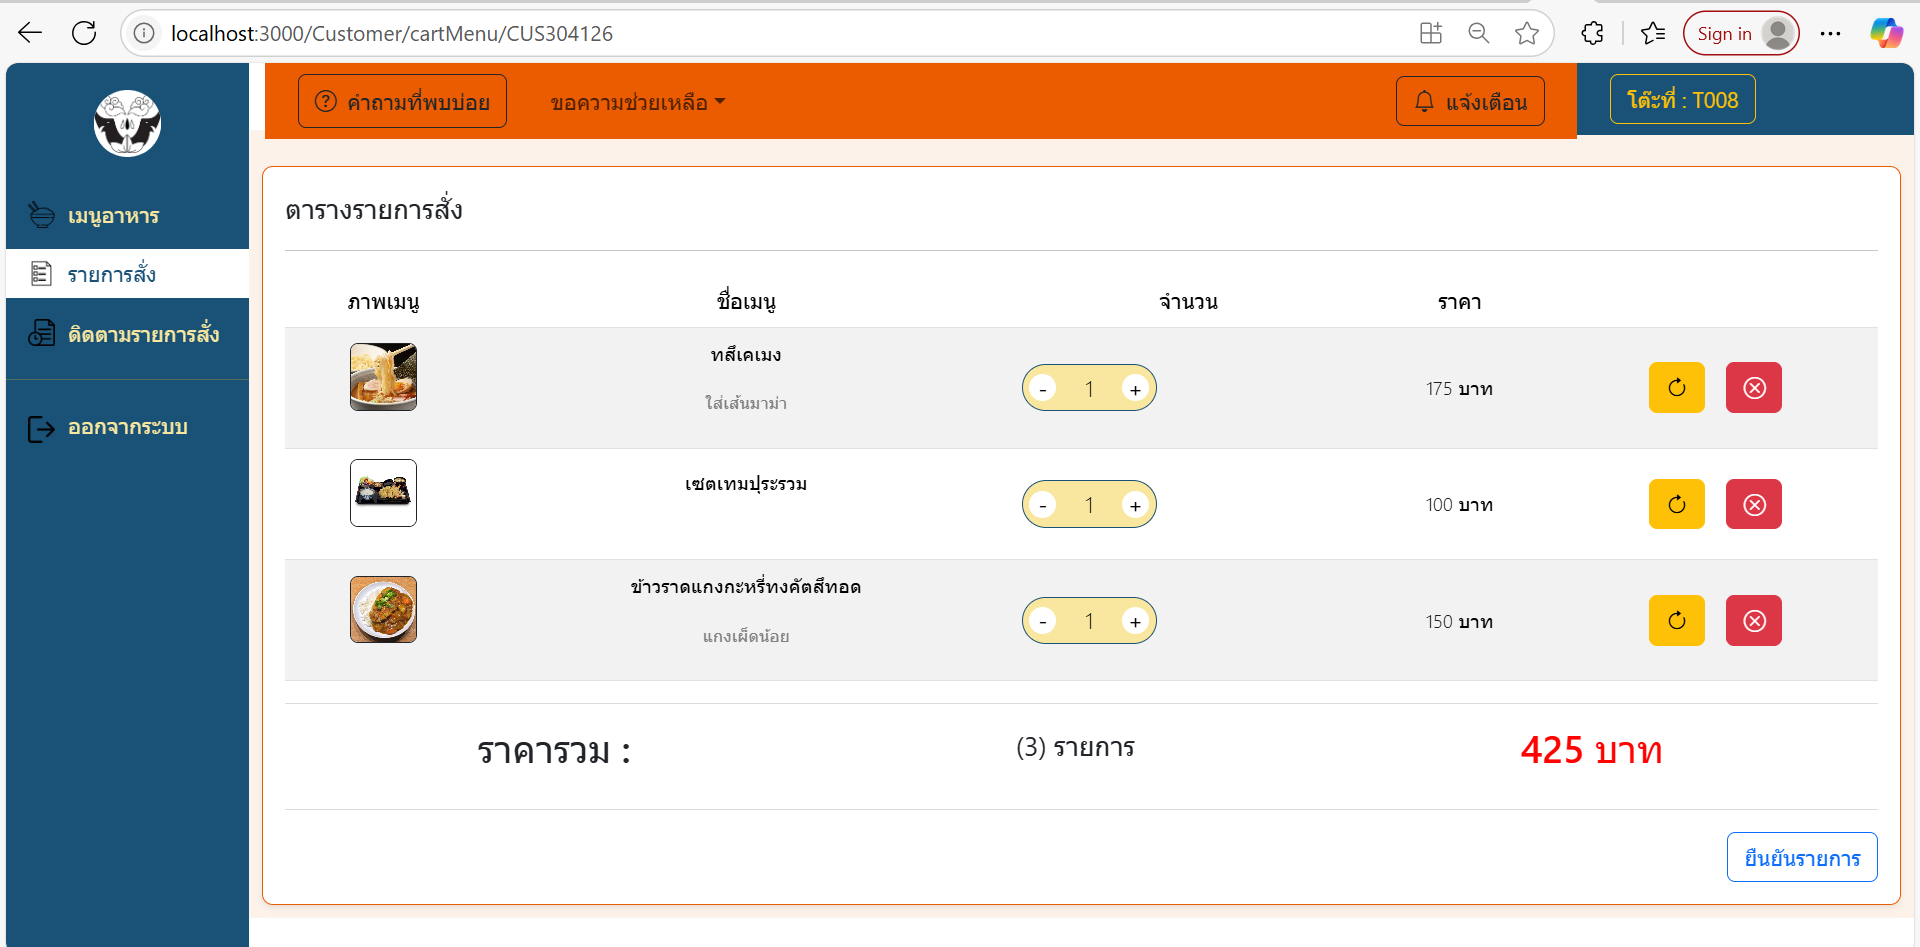 localhost:3000/Customer/cartMenu/CUS304126
Sign in
คำถามที่พบบ่อย
ขอความช่วยเหลือ
แจ้งเตือน
โต๊ะที่ : T008
เมนูอาหาร
รายการสั่ง
ติดตามรายการสั่ง
ออกจากระบบ
ตารางรายการสั่ง
ภาพเมนู ชื่อเมนู จำนวน ราคา
ทสึเคเมง
ใส่เส้นมาม่า
- 1 + 175 บาท
เซตเทมปุระรวม
- 1 + 100 บาท
ข้าวราดแกงกะหรี่ทงคัตสึทอด
แกงเผ็ดน้อย
- 1 + 150 บาท
ราคารวม : (3) รายการ 425 บาท
ยืนยันรายการ